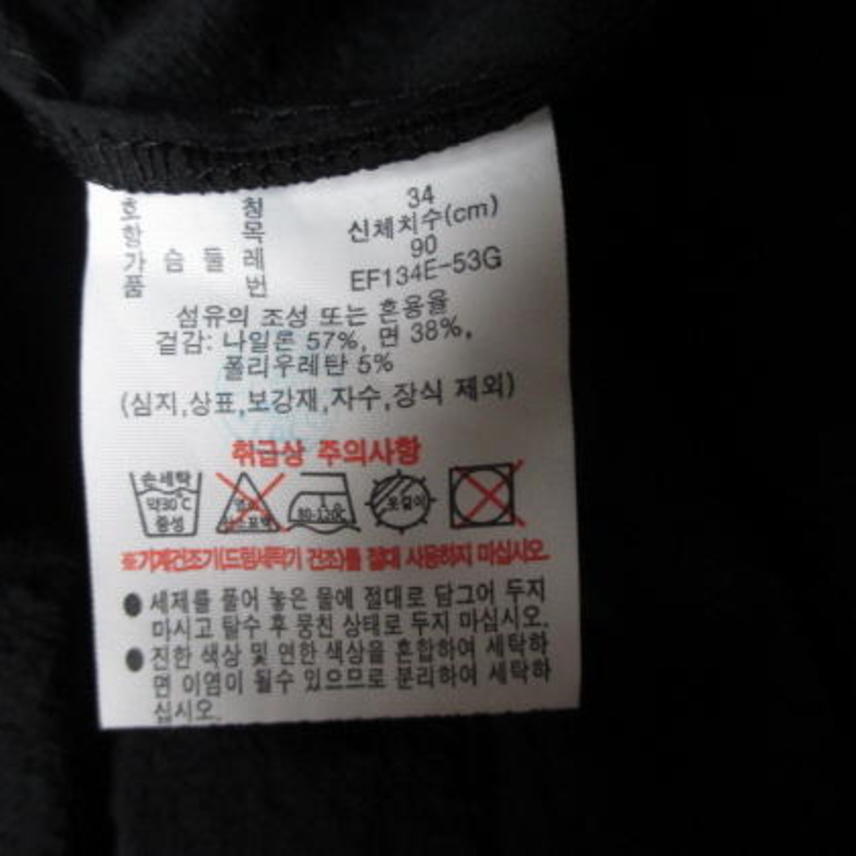 호 칭 34
항 목 신체치수(cm)
가 슴 둘 레 90
품 번 EF134E-53G
섬유의 조성 또는 혼용율
겉감: 나일론 57%, 면 38%,
폴리우레탄 5%
(심지,상표,보강재,자수,장식 제외)
취급상 주의사항
손세탁
약30℃
중성
염소
표백
80-120℃
옷걸이
※기계건조기(드럼세탁기 건조)를 절대 사용하지 마십시오.
● 세제를 풀어 놓은 물에 절대로 담그어 두지
마시고 탈수 후 뭉친 상태로 두지 마십시오.
● 진한 색상 및 연한 색상을 혼합하여 세탁하
면 이염이 될수 있으므로 분리하여 세탁하
십시오.